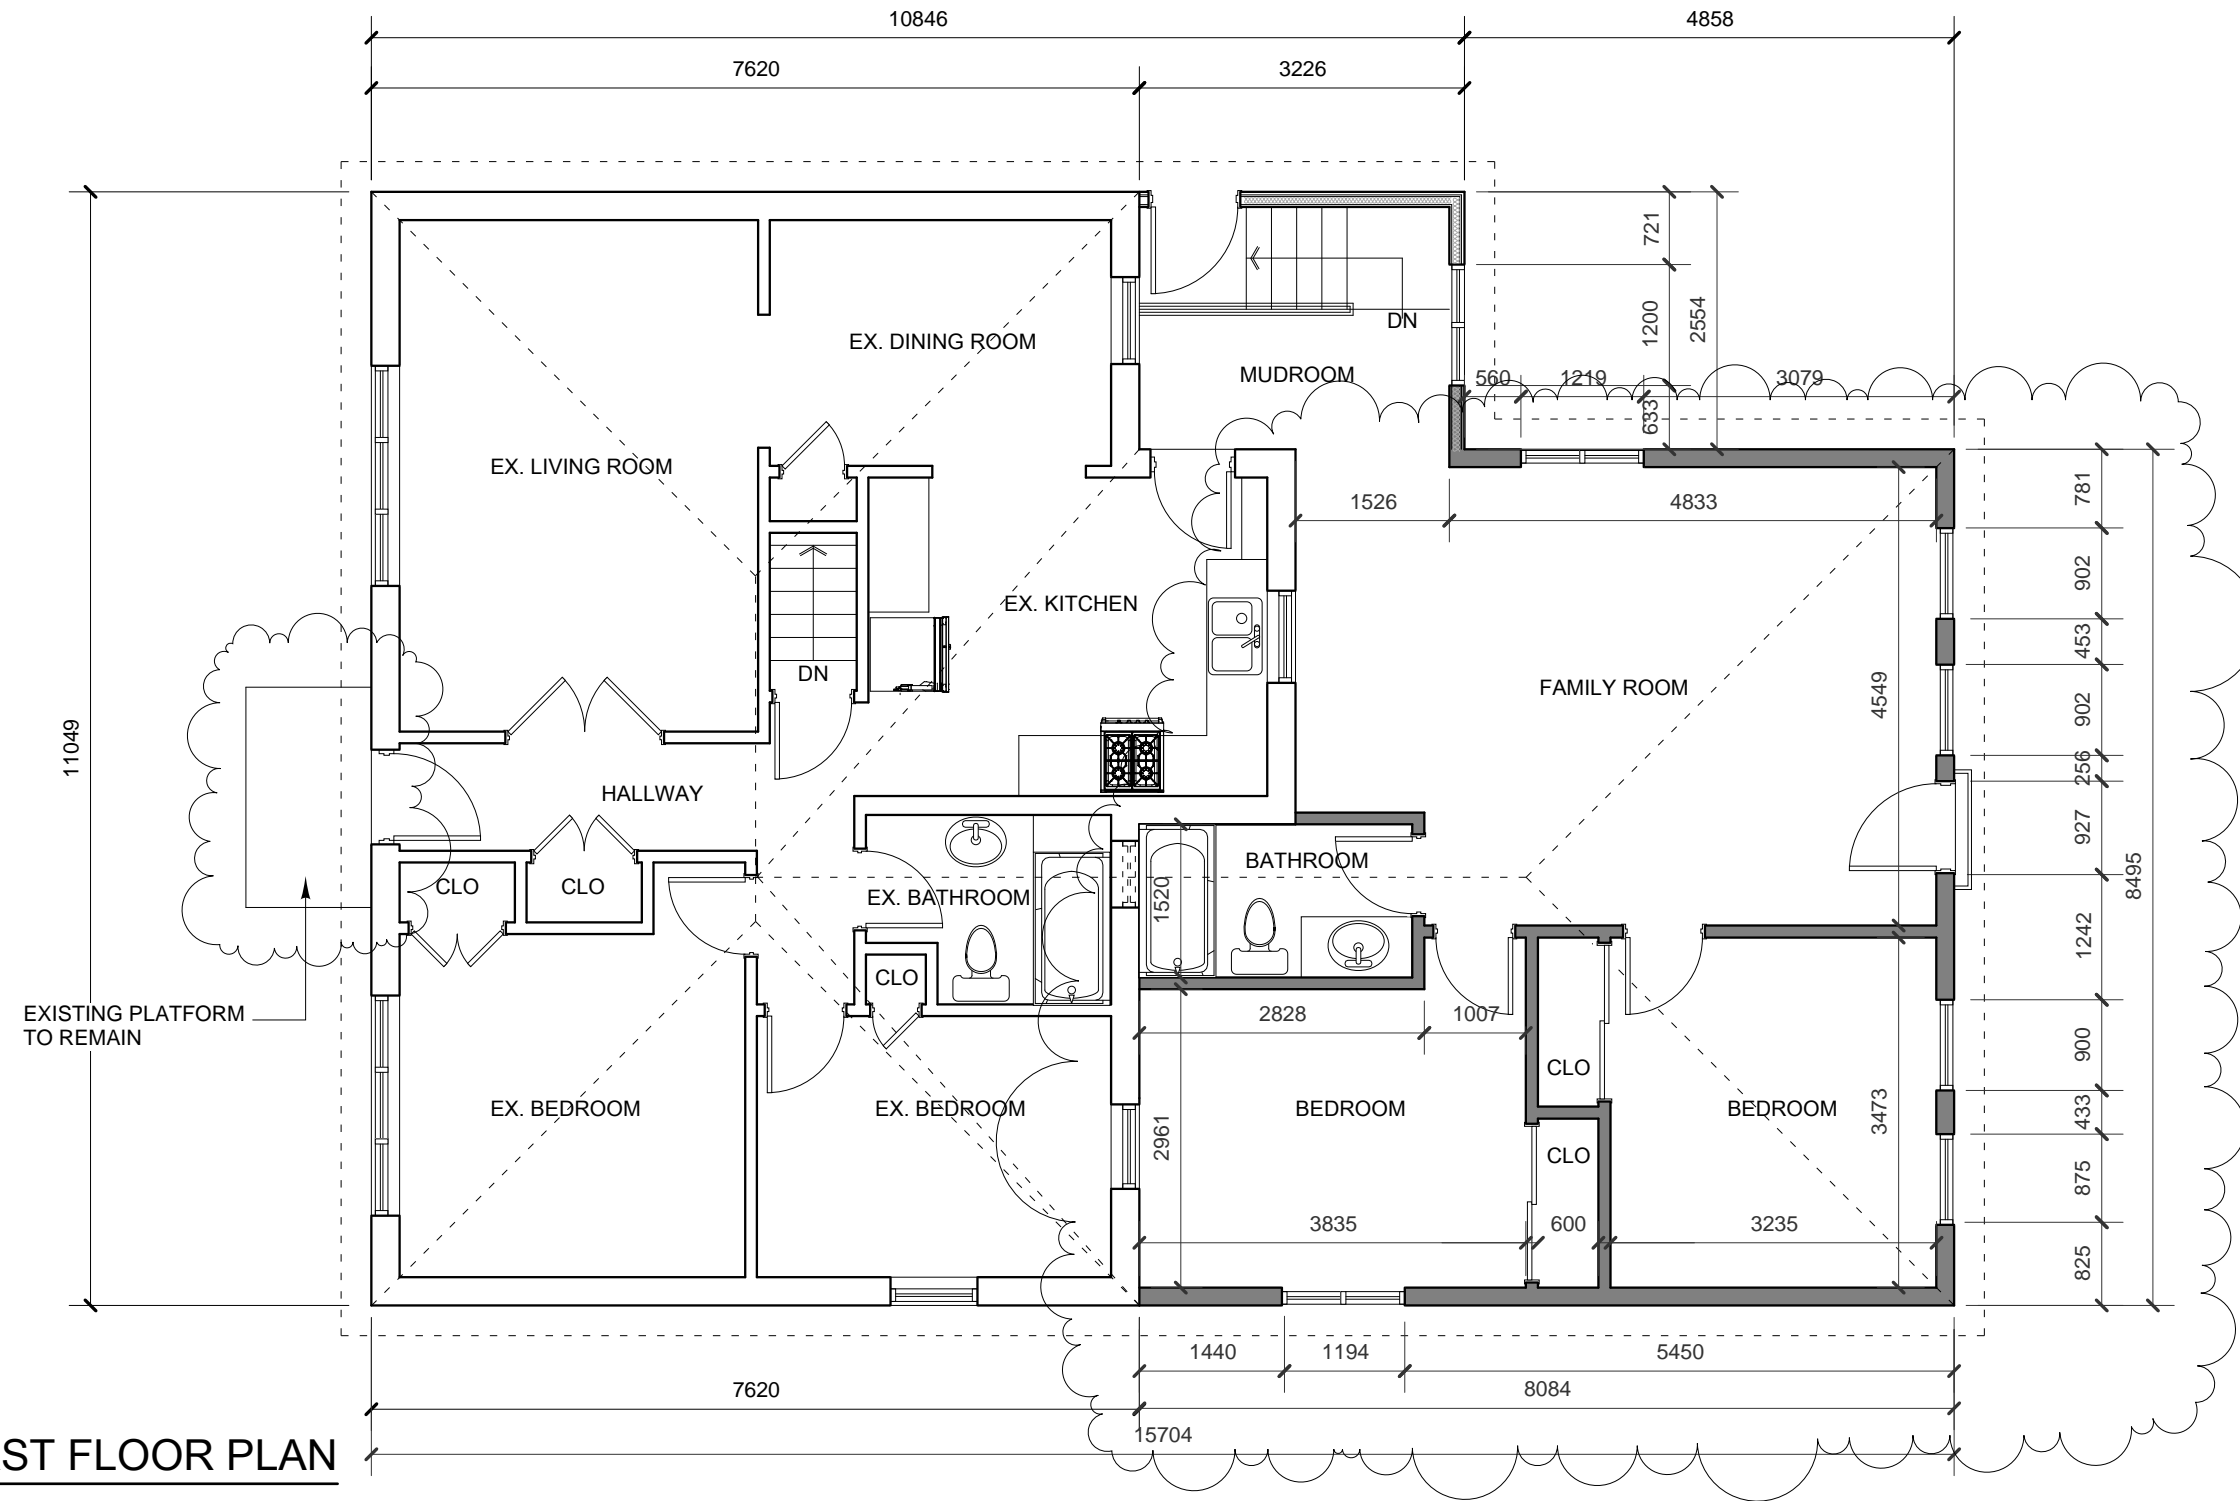 10846
4858
7620
3226
721
1200
2554
633
560
1219
3079
EX. DINING ROOM
DN
MUDROOM
EX. LIVING ROOM
1526
4833
781
902
453
902
256
927
1242
900
433
875
825
8495
11049
EX. KITCHEN
DN
FAMILY ROOM
4549
HALLWAY
CLO
CLO
EX. BATHROOM
BATHROOM
1520
CLO
EXISTING PLATFORM
TO REMAIN
2828
1007
CLO
EX. BEDROOM
EX. BEDROOM
BEDROOM
BEDROOM
2961
3473
CLO
3835
600
3235
1440
1194
5450
7620
8084
15704
ST FLOOR PLAN